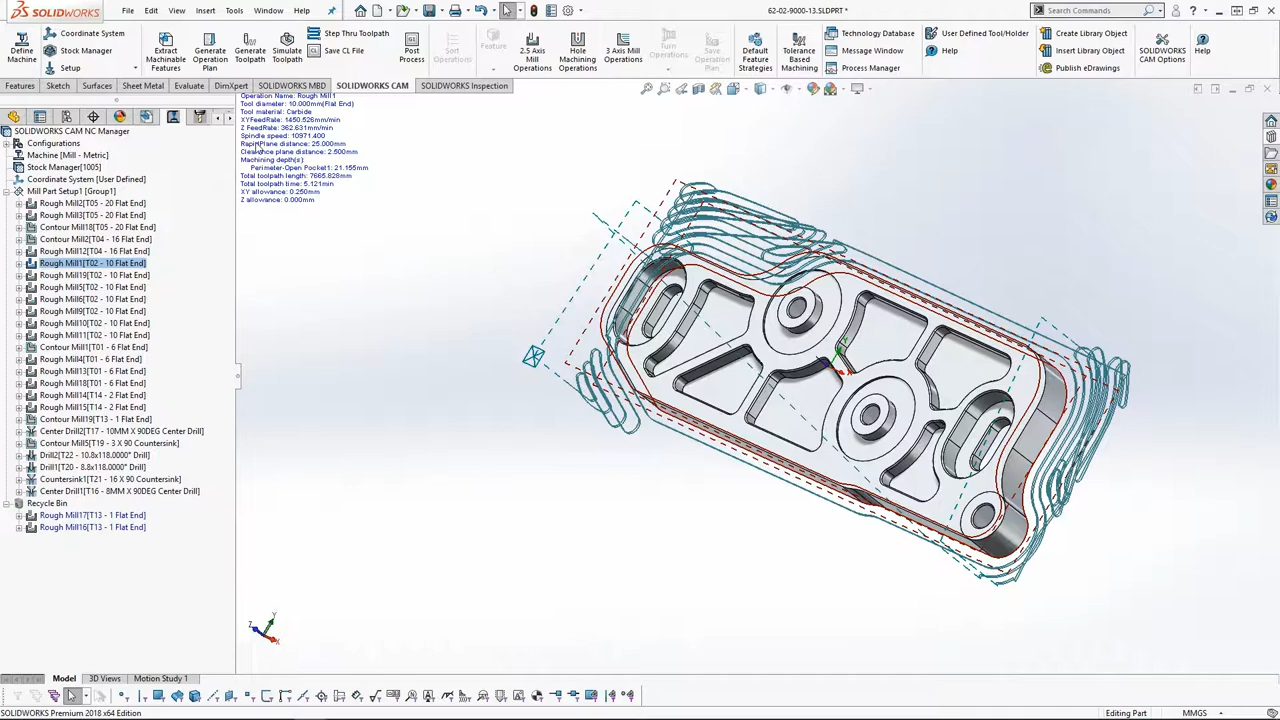 SOLIDWORKS
File Edit View Insert Tools Window Help
62-02-9000-13.SLDPRT *
Search Commands
Define Machine
Coordinate System
Stock Manager
Setup
Extract Machinable Features
Generate Operation Plan
Generate Toolpath
Simulate Toolpath
Step Thru Toolpath
Save CL File
Post Process
Sort Operations
Feature
2.5 Axis Mill Operations
Hole Machining Operations
3 Axis Mill Operations
Turn Operations
Save Operation Plan
Default Feature Strategies
Tolerance Based Machining
Technology Database
Message Window
Process Manager
User Defined Tool/Holder
Help
Create Library Object
Insert Library Object
Publish eDrawings
SOLIDWORKS CAM Options
Help
Features Sketch Surfaces Sheet Metal Evaluate DimXpert SOLIDWORKS MBD SOLIDWORKS CAM SOLIDWORKS Inspection
Operation Name: Rough Mill1
Tool diameter: 10.000mm(Flat End)
Tool material: Carbide
XYFeedRate: 1450.526mm/min
Z FeedRate: 362.631mm/min
Spindle speed: 10971.400
RapidPlane distance: 25.000mm
Clearance plane distance: 2.500mm
Machining depth(s):
Perimeter-Open Pocket1: 21.155mm
Total toolpath length: 7665.828mm
Total toolpath time: 5.121min
XY allowance: 0.250mm
Z allowance: 0.000mm
SOLIDWORKS CAM NC Manager
Configurations
Machine [Mill - Metric]
Stock Manager[1005]
Coordinate System [User Defined]
Mill Part Setup1 [Group1]
Rough Mill2[T05 - 20 Flat End]
Rough Mill3[T05 - 20 Flat End]
Contour Mill18[T05 - 20 Flat End]
Contour Mill2[T04 - 16 Flat End]
Rough Mill12[T04 - 16 Flat End]
Rough Mill1[T02 - 10 Flat End]
Rough Mill19[T02 - 10 Flat End]
Rough Mill5[T02 - 10 Flat End]
Rough Mill6[T02 - 10 Flat End]
Rough Mill9[T02 - 10 Flat End]
Rough Mill10[T02 - 10 Flat End]
Rough Mill11[T02 - 10 Flat End]
Contour Mill1[T01 - 6 Flat End]
Rough Mill4[T01 - 6 Flat End]
Rough Mill13[T01 - 6 Flat End]
Rough Mill18[T01 - 6 Flat End]
Rough Mill14[T14 - 2 Flat End]
Rough Mill15[T14 - 2 Flat End]
Contour Mill19[T13 - 1 Flat End]
Center Drill2[T17 - 10MM X 90DEG Center Drill]
Contour Mill5[T19 - 3 X 90 Countersink]
Drill2[T22 - 10.8x118.0000° Drill]
Drill1[T20 - 8.8x118.0000° Drill]
Countersink1[T21 - 16 X 90 Countersink]
Center Drill1[T16 - 8MM X 90DEG Center Drill]
Recycle Bin
Rough Mill17[T13 - 1 Flat End]
Rough Mill16[T13 - 1 Flat End]
Y
X
Y
Z
X
Model 3D Views Motion Study 1
SOLIDWORKS Premium 2018 x64 Edition
Editing Part
MMGS